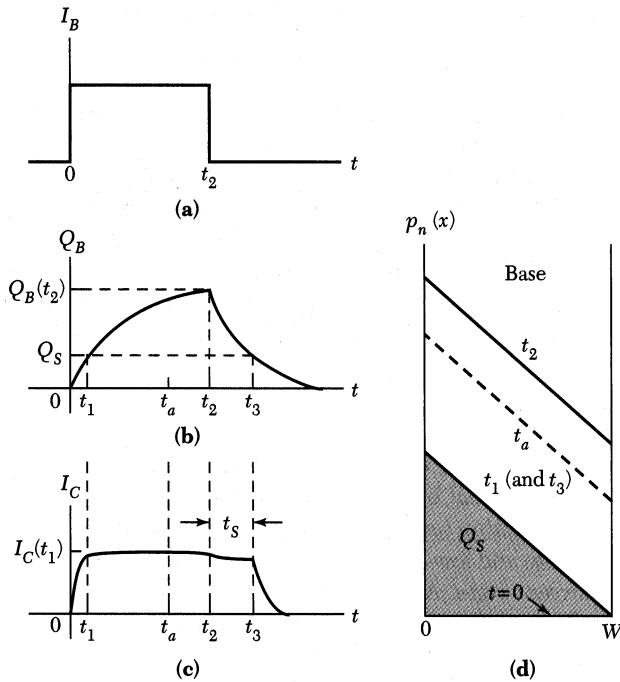 I_B
0
t_2
t
(a)
Q_B
Q_B(t_2)
Q_S
0
t_1
t_a
t_2
t_3
t
(b)
I_C
t_S
I_C(t_1)
0
t_1
t_a
t_2
t_3
t
(c)
p_n(x)
Base
t_2
t_a
t_1 (and t_3)
Q_S
t=0
0
W
(d)